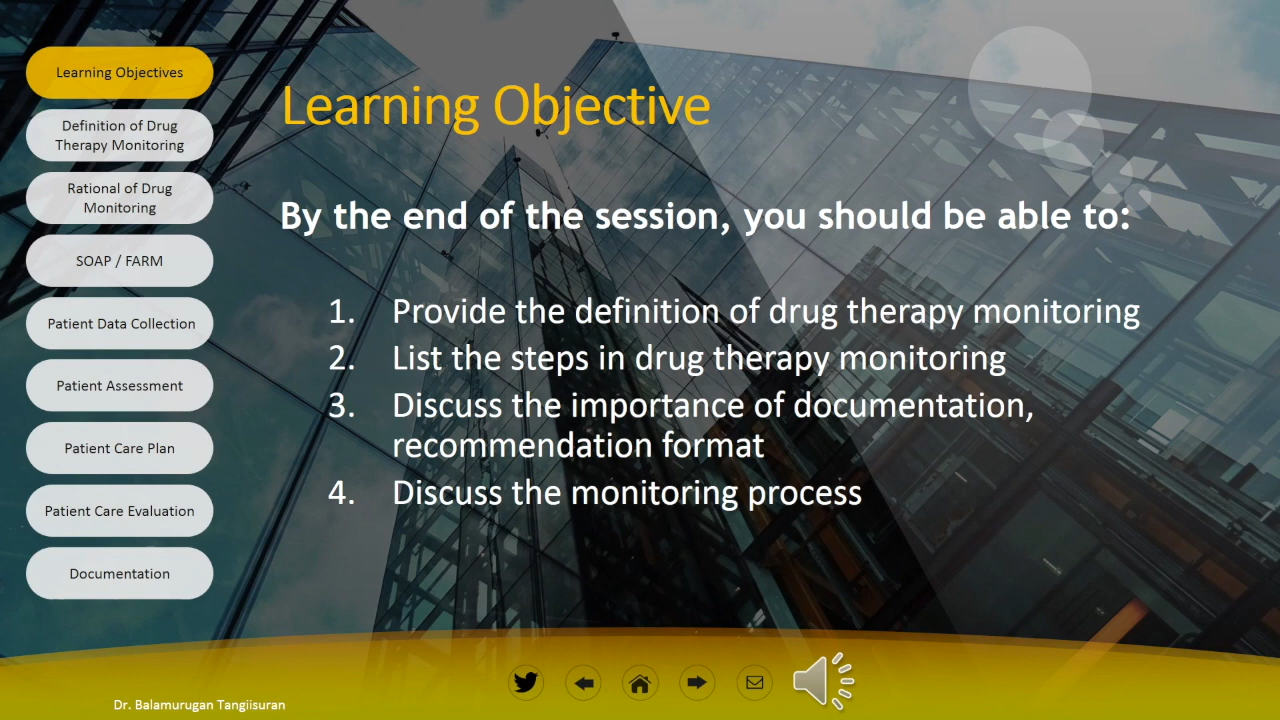 Learning Objectives
Definition of Drug
Therapy Monitoring
Rational of Drug
Monitoring
SOAP / FARM
Patient Data Collection
Patient Assessment
Patient Care Plan
Patient Care Evaluation
Documentation
Learning Objective
By the end of the session, you should be able to:
1. Provide the definition of drug therapy monitoring
2. List the steps in drug therapy monitoring
3. Discuss the importance of documentation,
recommendation format
4. Discuss the monitoring process
Dr. Balamurugan Tangiisuran